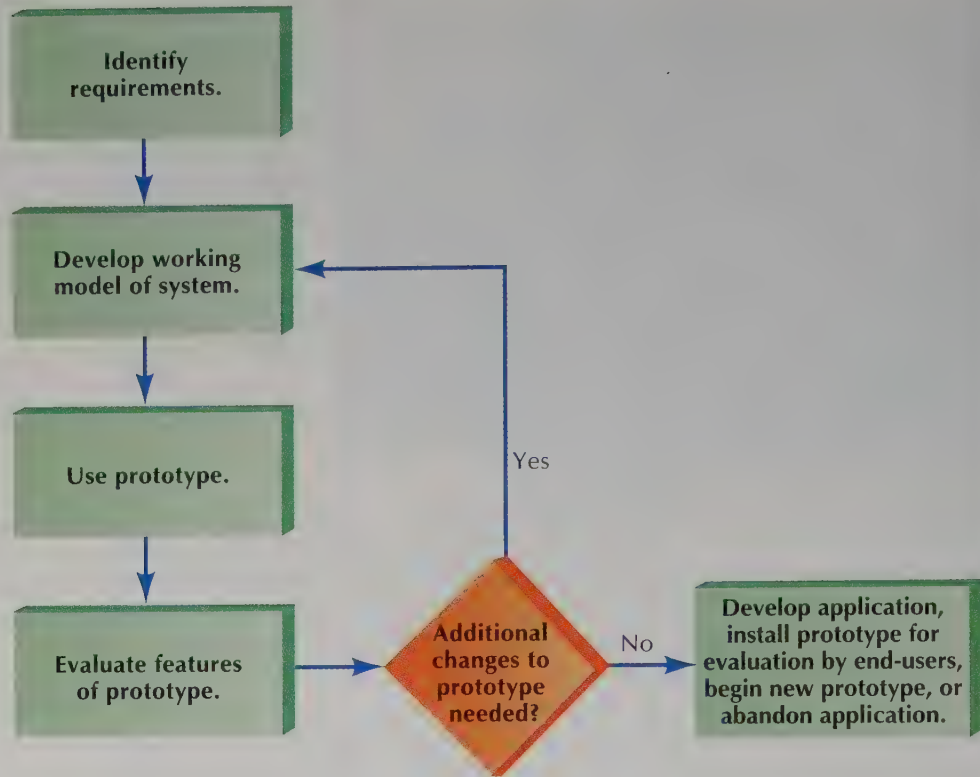 Identify
requirements.
Develop working
model of system.
Use prototype.
Evaluate features
of prototype.
Yes
Additional
changes to
prototype
needed?
No
Develop application,
install prototype for
evaluation by end-users,
begin new prototype, or
abandon application.